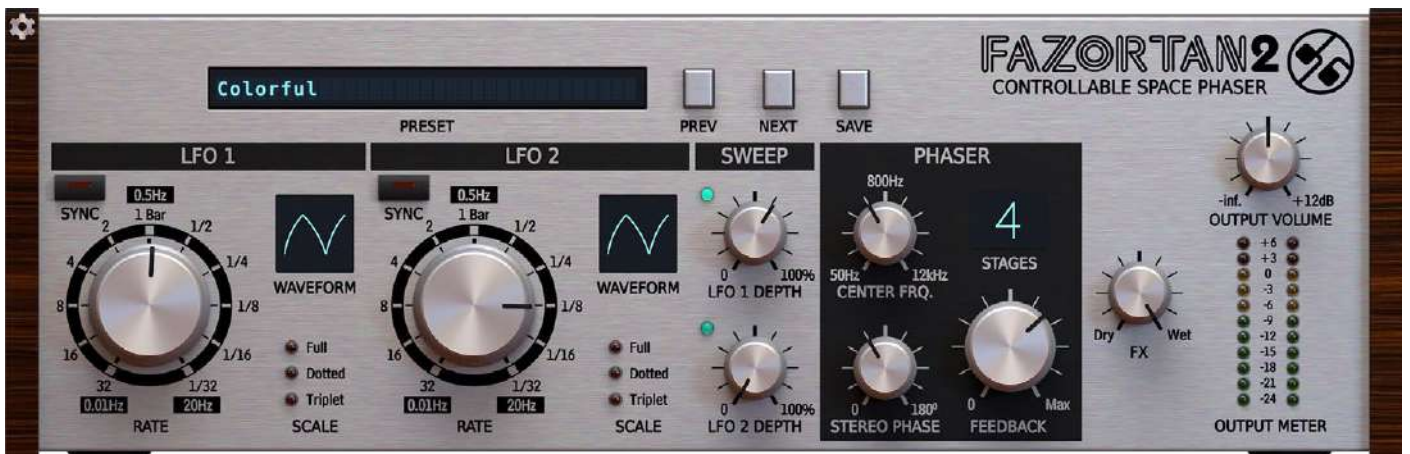 FAZORTAN2
CONTROLLABLE SPACE PHASER
Colorful
PRESET
PREV
NEXT
SAVE
LFO 1
SYNC
0.5Hz
1 Bar
2
1/2
4
1/4
8
1/8
16
1/16
32
1/32
0.01Hz
20Hz
RATE
WAVEFORM
Full
Dotted
Triplet
SCALE
LFO 2
SYNC
0.5Hz
1 Bar
2
1/2
4
1/4
8
1/8
16
1/16
32
1/32
0.01Hz
20Hz
RATE
WAVEFORM
Full
Dotted
Triplet
SCALE
SWEEP
0
100%
LFO 1 DEPTH
0
100%
LFO 2 DEPTH
PHASER
800Hz
50Hz
12kHz
CENTER FRQ.
4
STAGES
0
180º
STEREO PHASE
0
Max
FEEDBACK
Dry
Wet
FX
-inf.
+12dB
OUTPUT VOLUME
+6
+3
0
-3
-6
-9
-12
-15
-18
-21
-24
OUTPUT METER